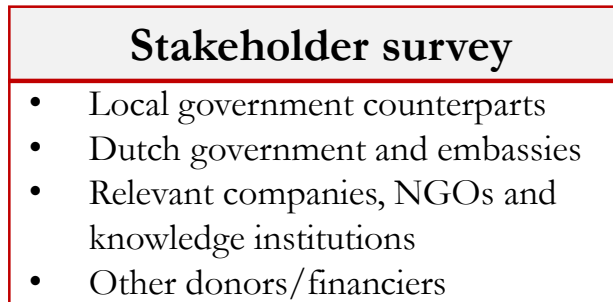 Stakeholder survey
• Local government counterparts
• Dutch government and embassies
• Relevant companies, NGOs and
knowledge institutions
• Other donors/financiers